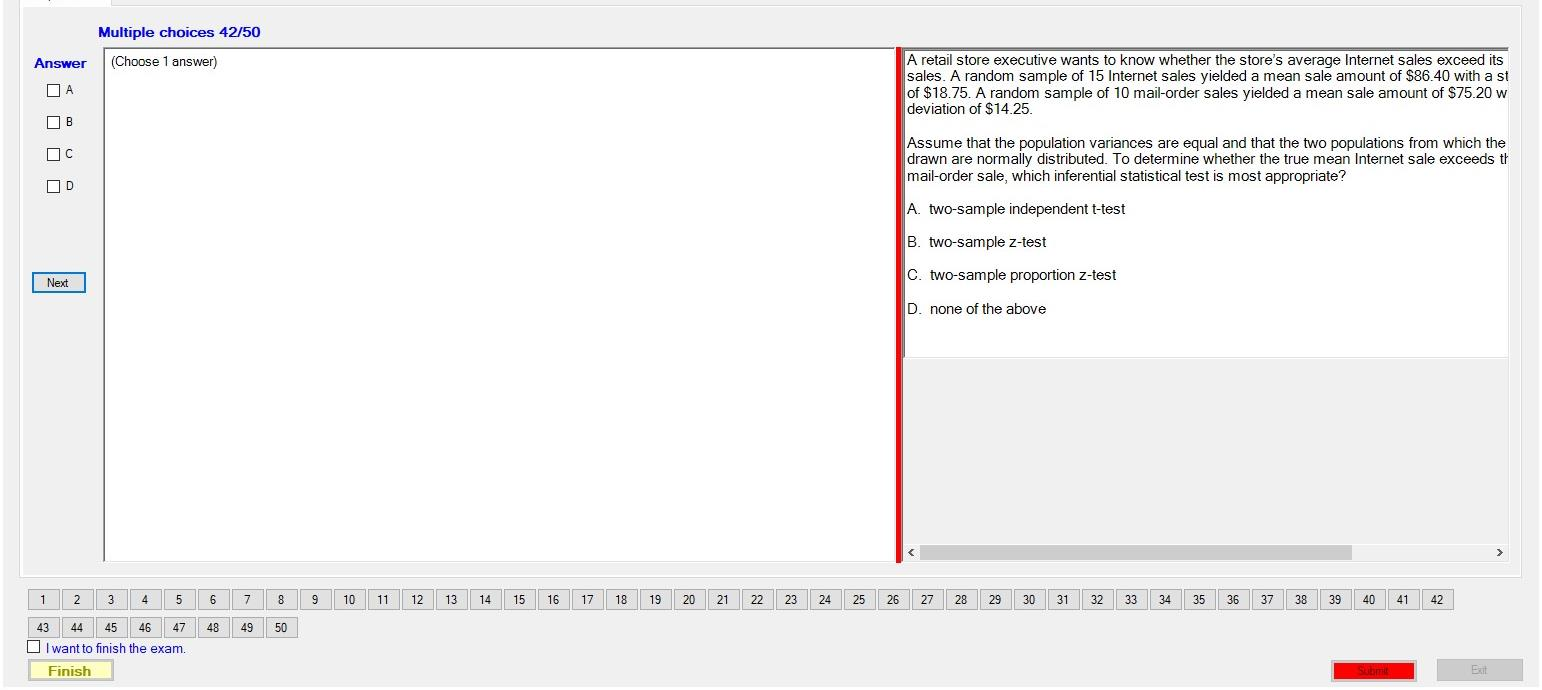 Multiple choices 42/50
Answer
(Choose 1 answer)
A
B
C
D
Next
A retail store executive wants to know whether the store's average Internet sales exceed its
sales. A random sample of 15 Internet sales yielded a mean sale amount of $86.40 with a st
of $18.75. A random sample of 10 mail-order sales yielded a mean sale amount of $75.20 w
deviation of $14.25.
Assume that the population variances are equal and that the two populations from which the
drawn are normally distributed. To determine whether the true mean Internet sale exceeds th
mail-order sale, which inferential statistical test is most appropriate?
A. two-sample independent t-test
B. two-sample z-test
C. two-sample proportion z-test
D. none of the above
1 2 3 4 5 6 7 8 9 10 11 12 13 14 15 16 17 18 19 20 21 22 23 24 25 26 27 28 29 30 31 32 33 34 35 36 37 38 39 40 41 42
43 44 45 46 47 48 49 50
I want to finish the exam.
Finish
Submit
Exit